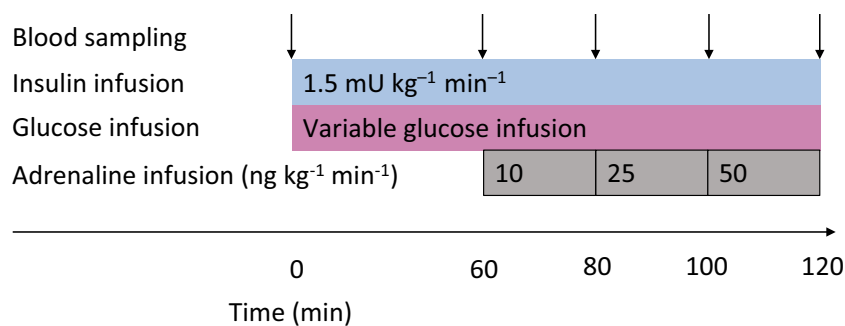 Blood sampling
Insulin infusion 1.5 mU kg⁻¹ min⁻¹
Glucose infusion Variable glucose infusion
Adrenaline infusion (ng kg⁻¹ min⁻¹) 10 25 50
0 60 80 100 120
Time (min)